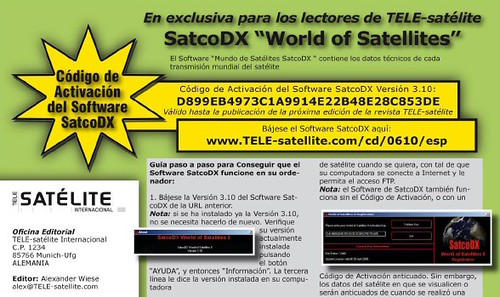 En exclusiva para los lectores de TELE-satélite
SatcoDX “World of Satellites”
El Software “Mundo de Satélites SatcoDX ” contiene los datos técnicos de cada
transmisión mundial del satélite
Código de
Activación
del Software
SatcoDX
Código de Activación del Software SatcoDX Versión 3.10:
D899EB4973C1A9914E22B48E28C853DE
Válido hasta la publicación de la próxima edición de la revista TELE-satélite
Bájese el Software SatcoDX aquí:
www.TELE-satellite.com/cd/0610/esp
TELE
SATÉLITE
INTERNACIONAL
Oficina Editorial
TELE-satélite Internacional
C.P. 1234
85766 Munich-Ufg
ALEMANIA
Editor: Alexander Wiese
alex@TELE-satellite.com
Guía paso a paso para Conseguir que el
Software SatcoDX funcione en su orde-
nador:
1. Bájese la Versión 3.10 del Software Sat-
coDX de la URL anterior.
Nota: si se ha instalado ya la Versión 3.10,
no se necesita hacerlo de nuevo. Verifique
su versión
actualmente
instalada
pulsando
el botón
“AYUDA”, y entonces “Información”. La tercera
línea le dice la versión instalada en su computa-
dora
de satélite cuando se quiera, con tal de que
su computadora se conecte a Internet y le
permita el acceso FTP.
Nota: el Software de SatcoDX también fun-
ciona sin el Código de Activación, o con un
SatcoDX
World of Satellites II
Registration
Código de Activación anticuado. Sin embargo,
los datos del satélite en que se visualizen o
serán anticuados de cuando se realizó una